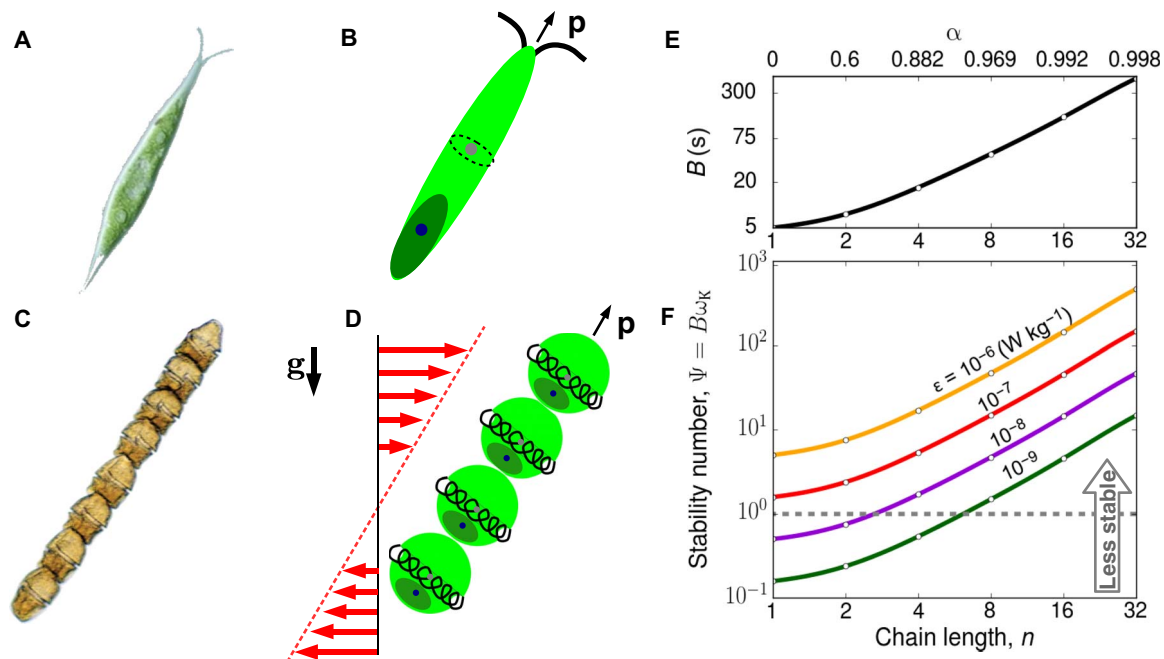 A
B
p
C
D
g
p
E
α
0 0.6 0.882 0.969 0.992 0.998
B(s)
300
75
20
5
1 2 4 8 16 32
F
Stability number, Ψ = Bω_K
10³
10²
10¹
10⁰
10⁻¹
ε = 10⁻⁶ (W kg⁻¹)
10⁻⁷
10⁻⁸
10⁻⁹
Less stable
1 2 4 8 16 32
Chain length, n